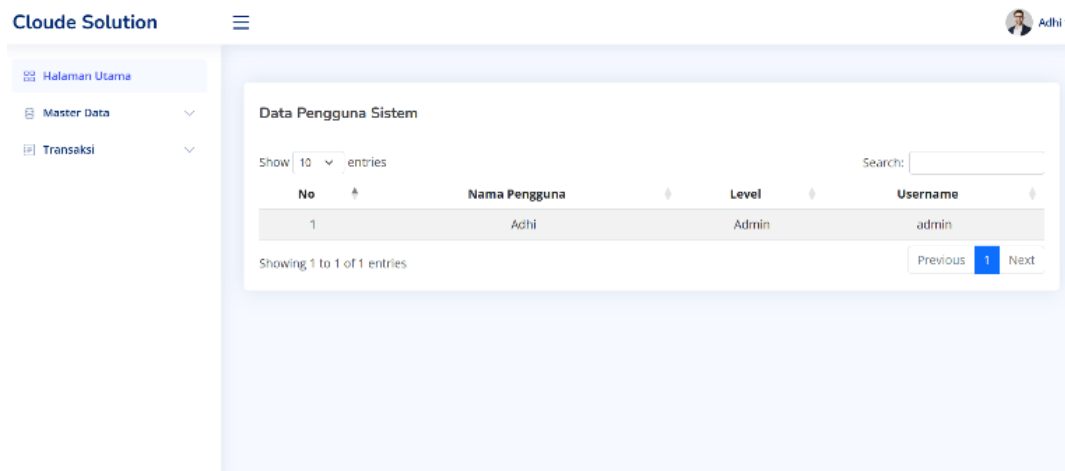 Cloude Solution
Adhi
Halaman Utama
Master Data
Transaksi
Data Pengguna Sistem
Show 10 entries
Search:
No Nama Pengguna Level Username
1 Adhi Admin admin
Showing 1 to 1 of 1 entries
Previous 1 Next